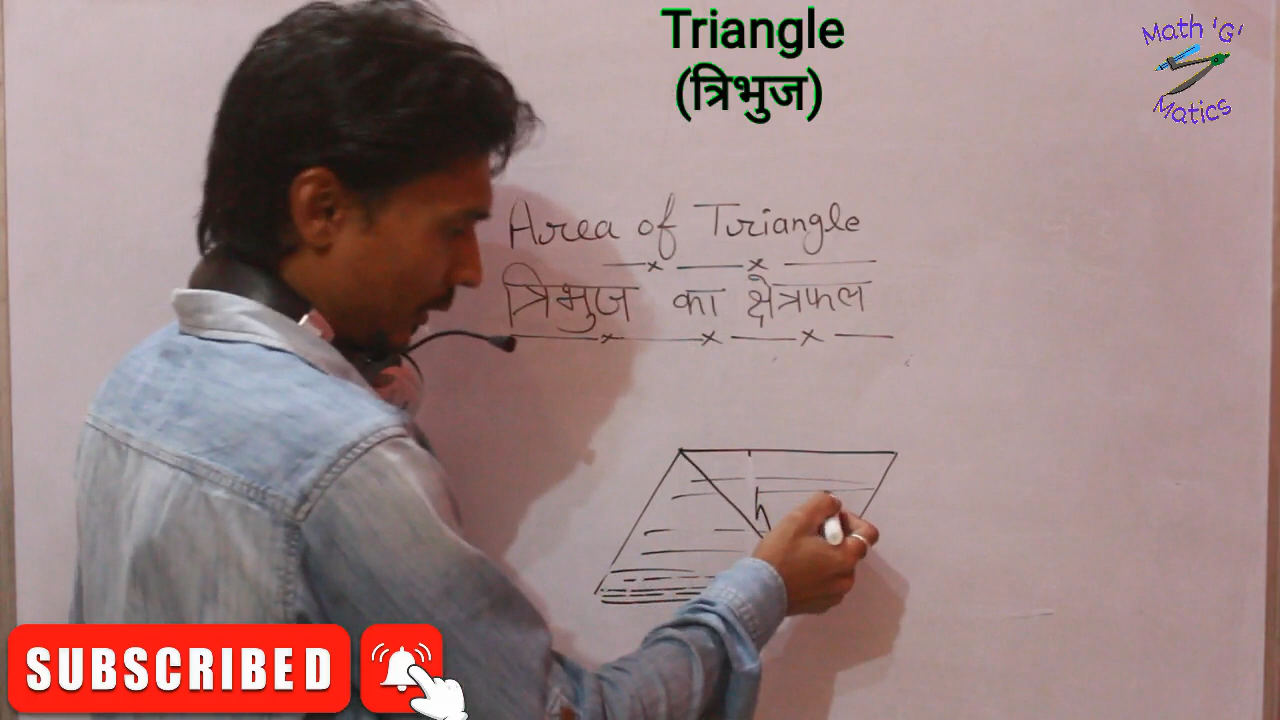 Triangle
(त्रिभुज)
Math 'G'
Matics
Area of Triangle
त्रिभुज का क्षेत्रफल
h
SUBSCRIBED